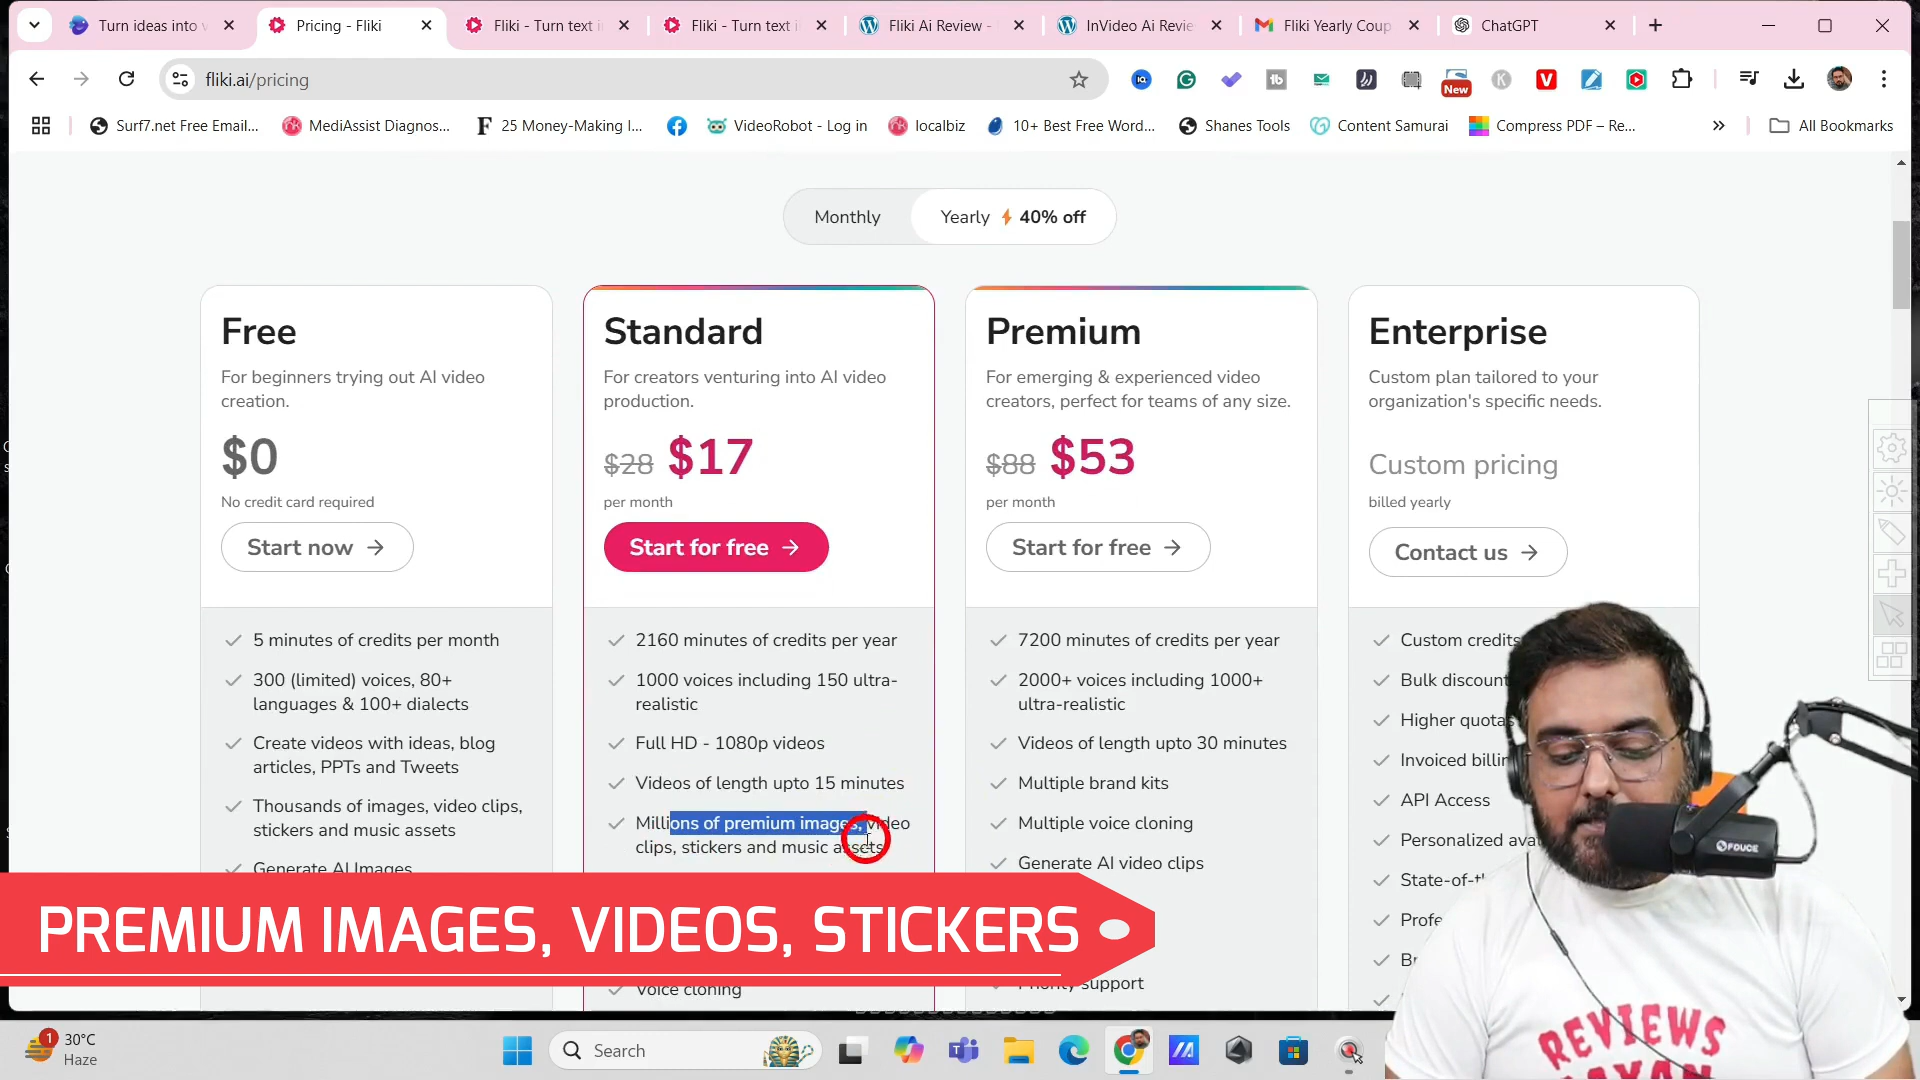 Turn ideas into v
Pricing - Fliki
Fliki - Turn text i
Fliki - Turn text i
Fliki Ai Review -
InVideo Ai Revie
Fliki Yearly Coup
ChatGPT
fliki.ai/pricing
New
Surf7.net Free Email...
MediAssist Diagnos...
25 Money-Making I...
VideoRobot - Log in
localbiz
10+ Best Free Word...
Shanes Tools
Content Samurai
Compress PDF – Re...
All Bookmarks
Monthly
Yearly 40% off
Free
For beginners trying out AI video
creation.
$0
No credit card required
Start now →
5 minutes of credits per month
300 (limited) voices, 80+
languages & 100+ dialects
Create videos with ideas, blog
articles, PPTs and Tweets
Thousands of images, video clips,
stickers and music assets
Generate AI Images
Standard
For creators venturing into AI video
production.
$28 $17
per month
Start for free →
2160 minutes of credits per year
1000 voices including 150 ultra-
realistic
Full HD - 1080p videos
Videos of length upto 15 minutes
Millions of premium images, video
clips, stickers and music assets
Voice cloning
Premium
For emerging & experienced video
creators, perfect for teams of any size.
$88 $53
per month
Start for free →
7200 minutes of credits per year
2000+ voices including 1000+
ultra-realistic
Videos of length upto 30 minutes
Multiple brand kits
Multiple voice cloning
Generate AI video clips
Priority support
Enterprise
Custom plan tailored to your
organization's specific needs.
Custom pricing
billed yearly
Contact us →
Custom credits
Bulk discount
Higher quotas
Invoiced billin
API Access
Personalized ava
State-of-t
Profe
Br
PREMIUM IMAGES, VIDEOS, STICKERS
FDUCE
REVIEWS
1
30°C
Haze
Search